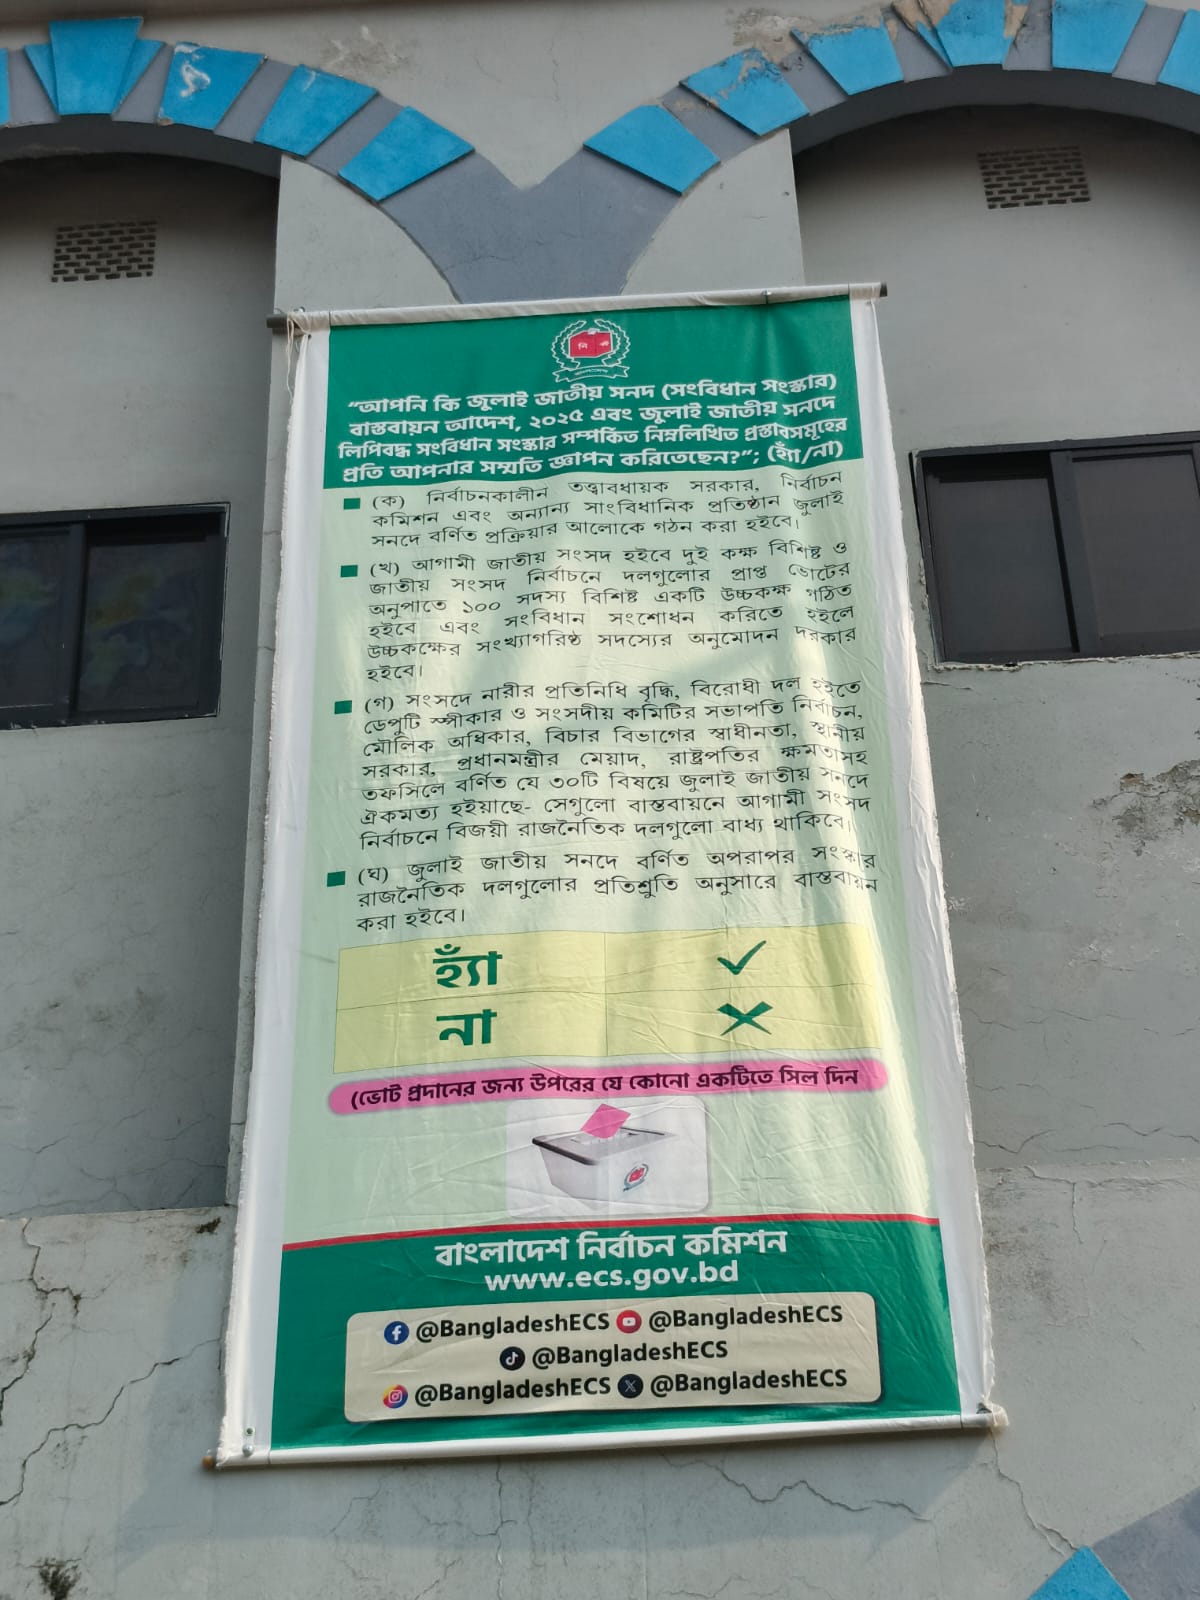 "আপনি কি জুলাই জাতীয় সনদ (সংবিধান সংস্কার)
বাস্তবায়ন আদেশ, ২০২৫ এবং জুলাই জাতীয় সনদে
লিপিবদ্ধ সংবিধান সংস্কার সম্পর্কিত নিম্নলিখিত প্রস্তাবসমূহের
প্রতি আপনার সম্মতি জ্ঞাপন করিতেছেন?"; (হ্যাঁ/না)
(ক) নির্বাচনকালীন তত্ত্বাবধায়ক সরকার, নির্বাচন
কমিশন এবং অন্যান্য সাংবিধানিক প্রতিষ্ঠান জুলাই
সনদে বর্ণিত প্রক্রিয়ার আলোকে গঠন করা হইবে।
(খ) আগামী জাতীয় সংসদ হইবে দুই কক্ষ বিশিষ্ট ও
জাতীয় সংসদ নির্বাচনে দলগুলোর প্রাপ্ত ভোটের
অনুপাতে ১০০ সদস্য বিশিষ্ট একটি উচ্চকক্ষ গঠিত
হইবে এবং সংবিধান সংশোধন করিতে হইলে
উচ্চকক্ষের সংখ্যাগরিষ্ঠ সদস্যের অনুমোদন দরকার
হইবে।
(গ) সংসদে নারীর প্রতিনিধি বৃদ্ধি, বিরোধী দল হইতে
ডেপুটি স্পীকার ও সংসদীয় কমিটির সভাপতি নির্বাচন,
মৌলিক অধিকার, বিচার বিভাগের স্বাধীনতা, স্থানীয়
সরকার, প্রধানমন্ত্রীর মেয়াদ, রাষ্ট্রপতির ক্ষমতাসহ
তফসিলে বর্ণিত যে ৩০টি বিষয়ে জুলাই জাতীয় সনদে
ঐকমত্য হইয়াছে- সেগুলো বাস্তবায়নে আগামী সংসদ
নির্বাচনে বিজয়ী রাজনৈতিক দলগুলো বাধ্য থাকিবে।
(ঘ) জুলাই জাতীয় সনদে বর্ণিত অপরাপর সংস্কার
রাজনৈতিক দলগুলোর প্রতিশ্রুতি অনুসারে বাস্তবায়ন
করা হইবে।
হ্যাঁ ✓
না ✗
(ভোট প্রদানের জন্য উপরের যে কোনো একটিতে সিল দিন
বাংলাদেশ নির্বাচন কমিশন
www.ecs.gov.bd
@BangladeshECS @BangladeshECS
@BangladeshECS
@BangladeshECS @BangladeshECS